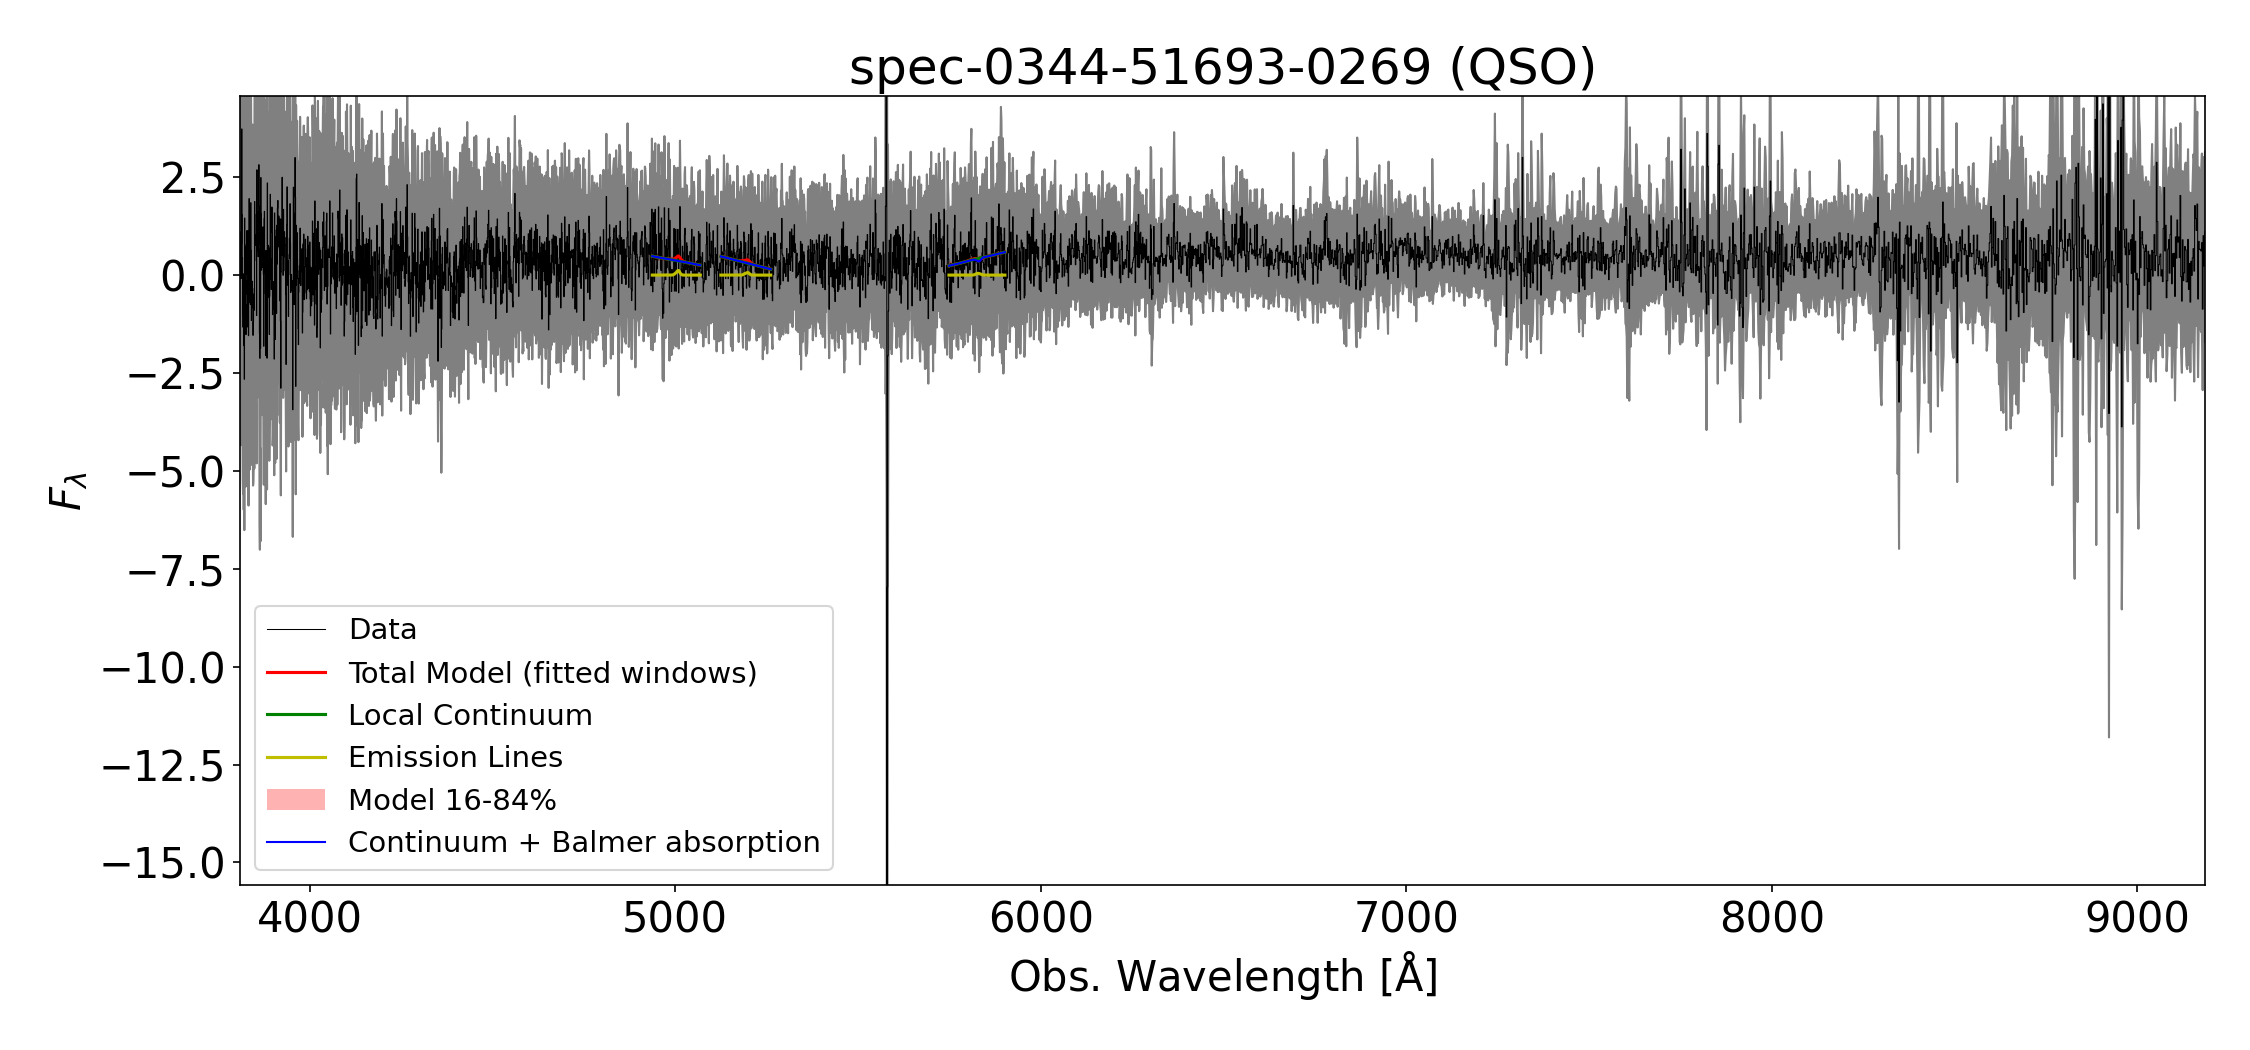 spec-0344-51693-0269 (QSO)
2.5
0.0
−2.5
−5.0
−7.5
−10.0
−12.5
−15.0
Fλ
Data
Total Model (fitted windows)
Local Continuum
Emission Lines
Model 16-84%
Continuum + Balmer absorption
4000 5000 6000 7000 8000 9000
Obs. Wavelength [Å]